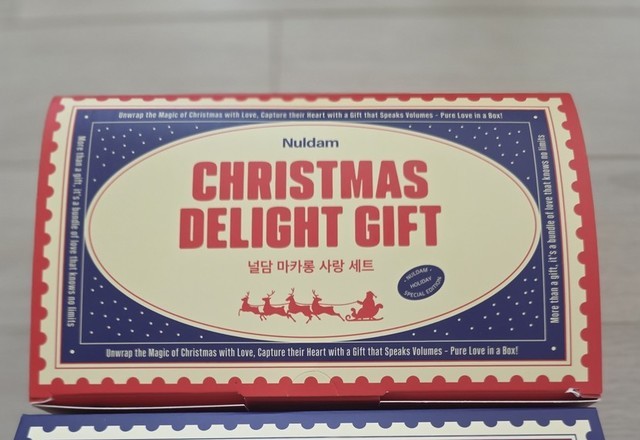 Unwrap the Magic of Christmas with Love, Capture their Heart with a Gift that Speaks Volumes - Pure Love in a Box!
Nuldam
CHRISTMAS
DELIGHT GIFT
널담 마카롱 사랑 세트
- NULDAM -
HOLIDAY
SPECIAL EDITION
More than a gift, it's a bundle of love that knows no limits
More than a gift, it's a bundle of love that knows no limits
Unwrap the Magic of Christmas with Love, Capture their Heart with a Gift that Speaks Volumes - Pure Love in a Box!